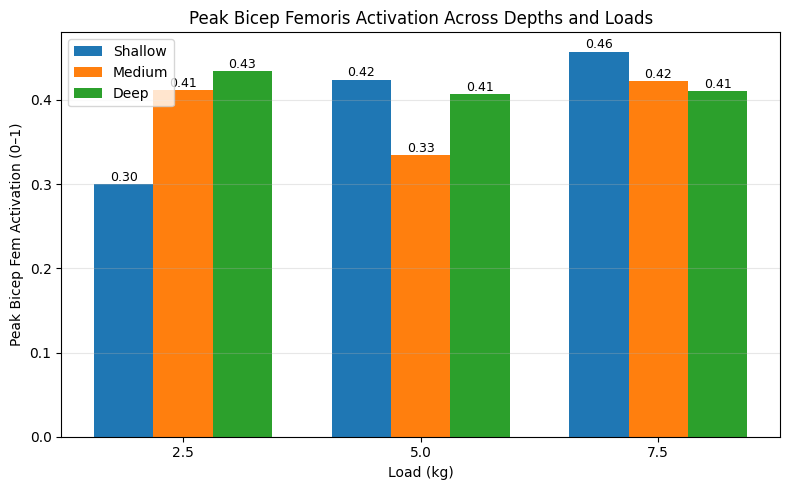 Peak Bicep Femoris Activation Across Depths and Loads
Peak Bicep Fem Activation (0–1)
Shallow
Medium
Deep
0.4
0.3
0.2
0.1
0.0
0.30
0.41
0.43
0.42
0.33
0.41
0.46
0.42
0.41
2.5
5.0
7.5
Load (kg)